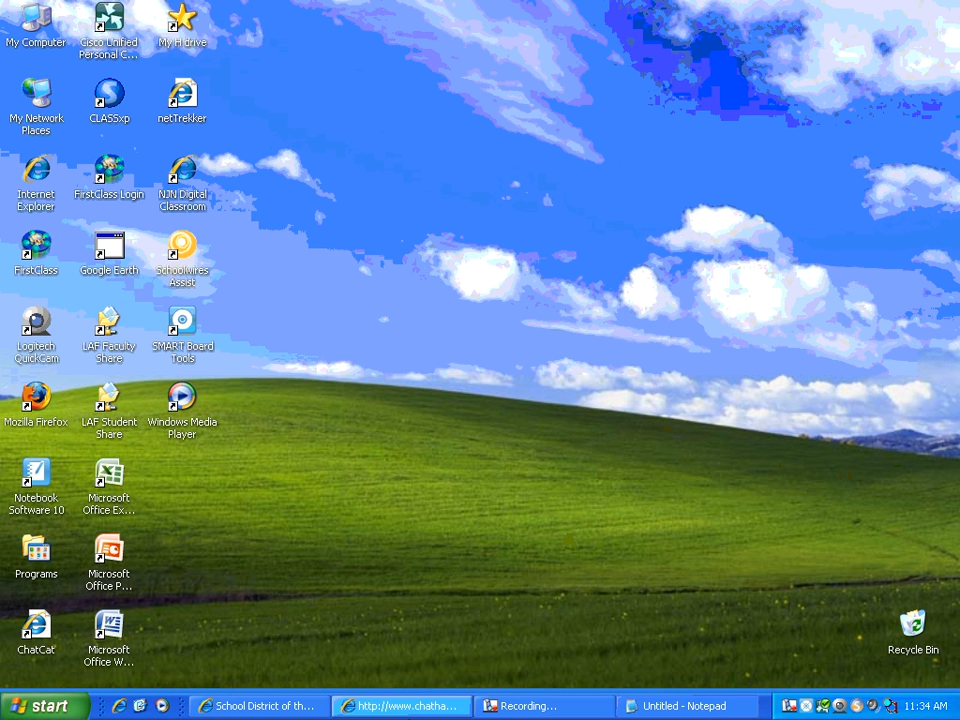 My Computer
Cisco Unified
Personal C...
My H drive
My Network
Places
CLASSxp
netTrekker
Internet
Explorer
FirstClass Login
NJN Digital
Classroom
FirstClass
Google Earth
Schoolwires
Assist
Logitech
QuickCam
LAF Faculty
Share
SMART Board
Tools
Mozilla Firefox
LAF Student
Share
Windows Media
Player
Notebook
Software 10
Microsoft
Office Ex...
Programs
Microsoft
Office P...
ChatCat
Microsoft
Office W...
Recycle Bin
start
School District of th...
http://www.chatha...
Recording...
Untitled - Notepad
11:34 AM